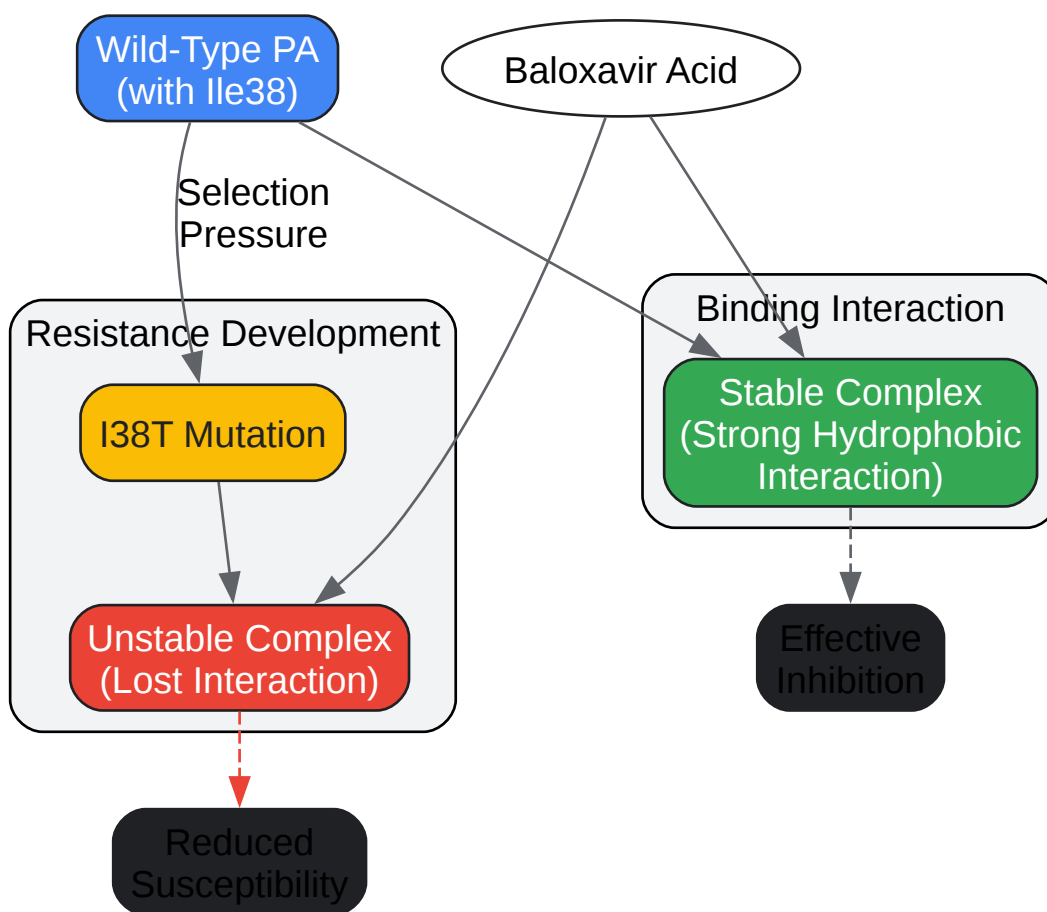 Wild-Type PA
(with Ile38)
Baloxavir Acid
Selection
Pressure
Resistance Development
Binding Interaction
I38T Mutation
Stable Complex
(Strong Hydrophobic
Interaction)
Unstable Complex
(Lost Interaction)
Effective
Inhibition
Reduced
Susceptibility